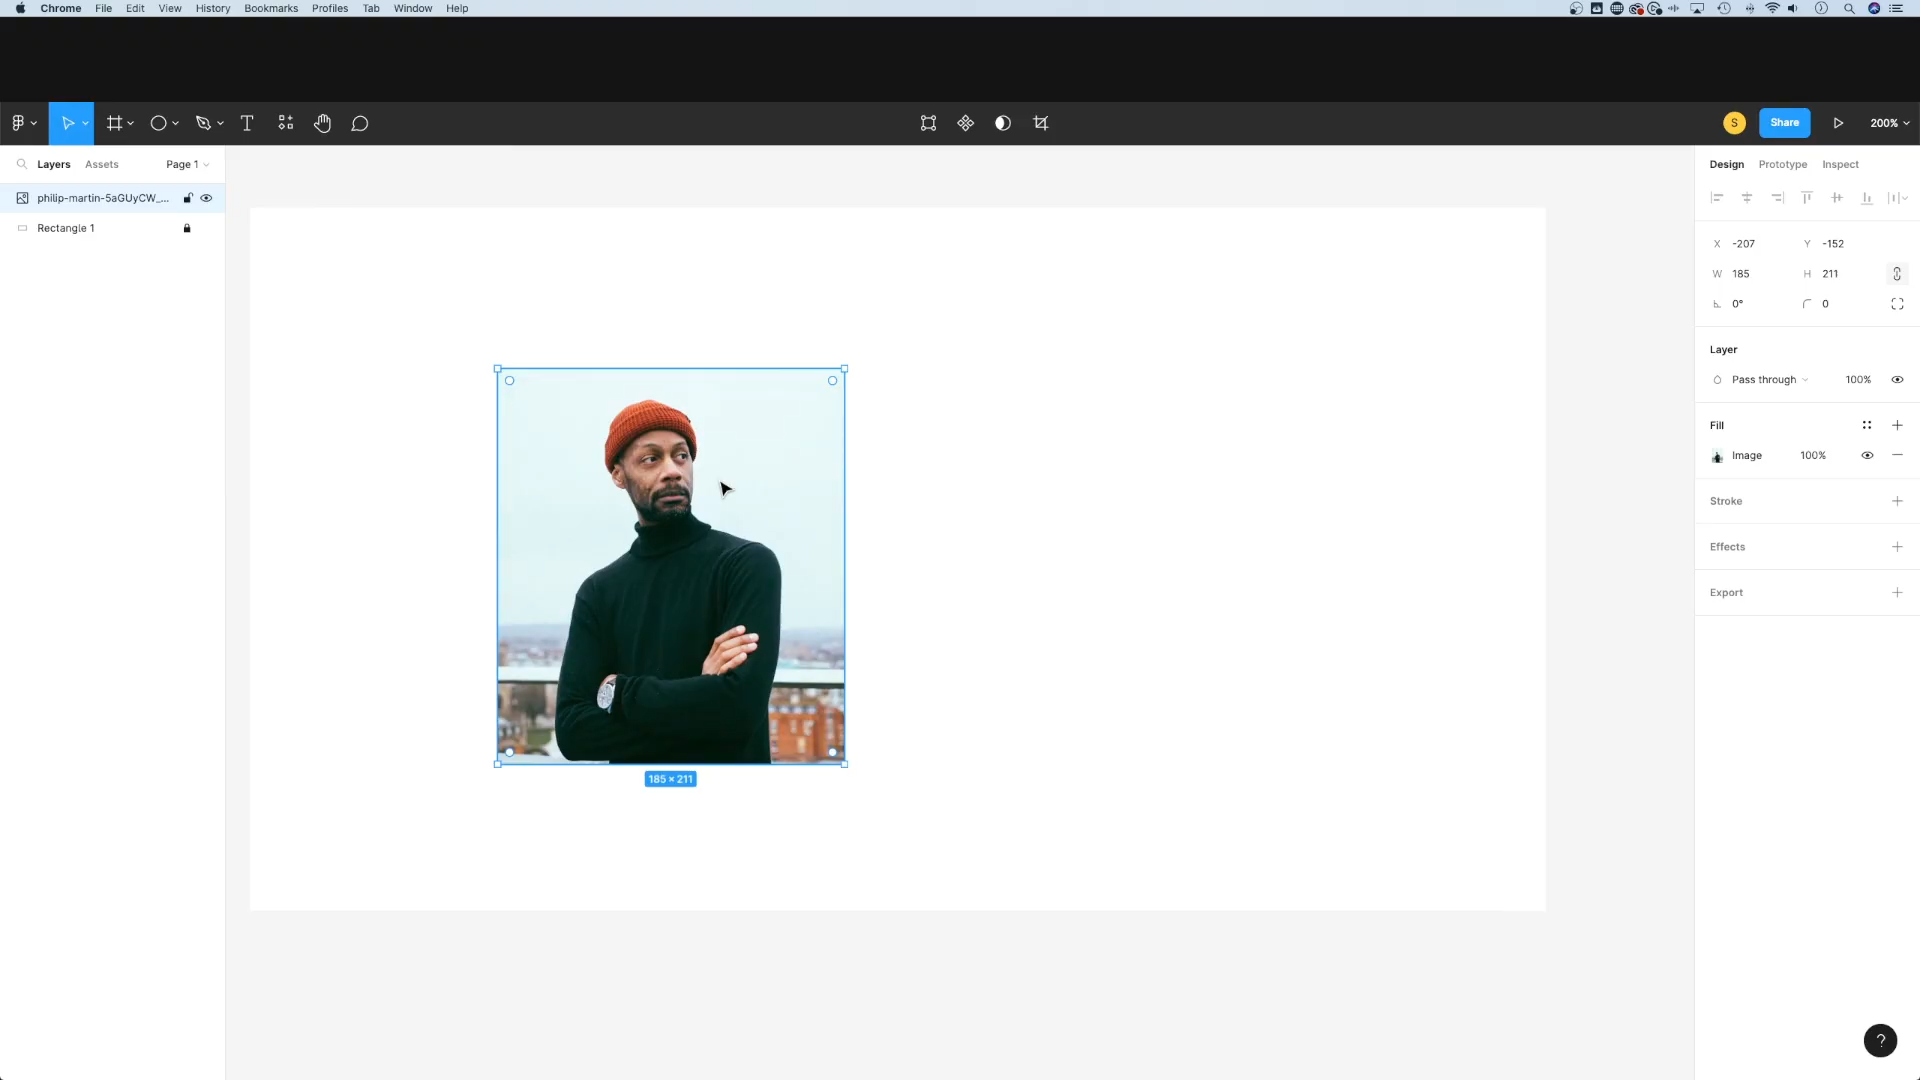 Chrome File Edit View History Bookmarks Profiles Tab Window Help
S Share 200%
Layers Assets Page 1
Design Prototype Inspect
philip-martin-5aGUyCW_...
Rectangle 1
X -207 Y -152
W 185 H 211
0° 0
Layer
Pass through 100%
Fill
Image 100%
Stroke
Effects
Export
185 × 211
?